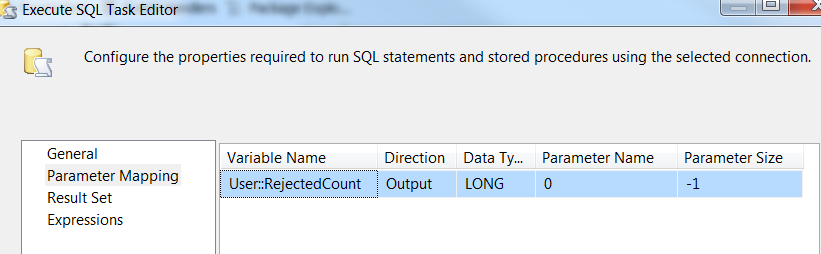 Execute SQL Task Editor
Configure the properties required to run SQL statements and stored procedures using the selected connection.
General
Parameter Mapping
Result Set
Expressions
Variable Name Direction Data Ty... Parameter Name Parameter Size
User::RejectedCount Output LONG 0 -1